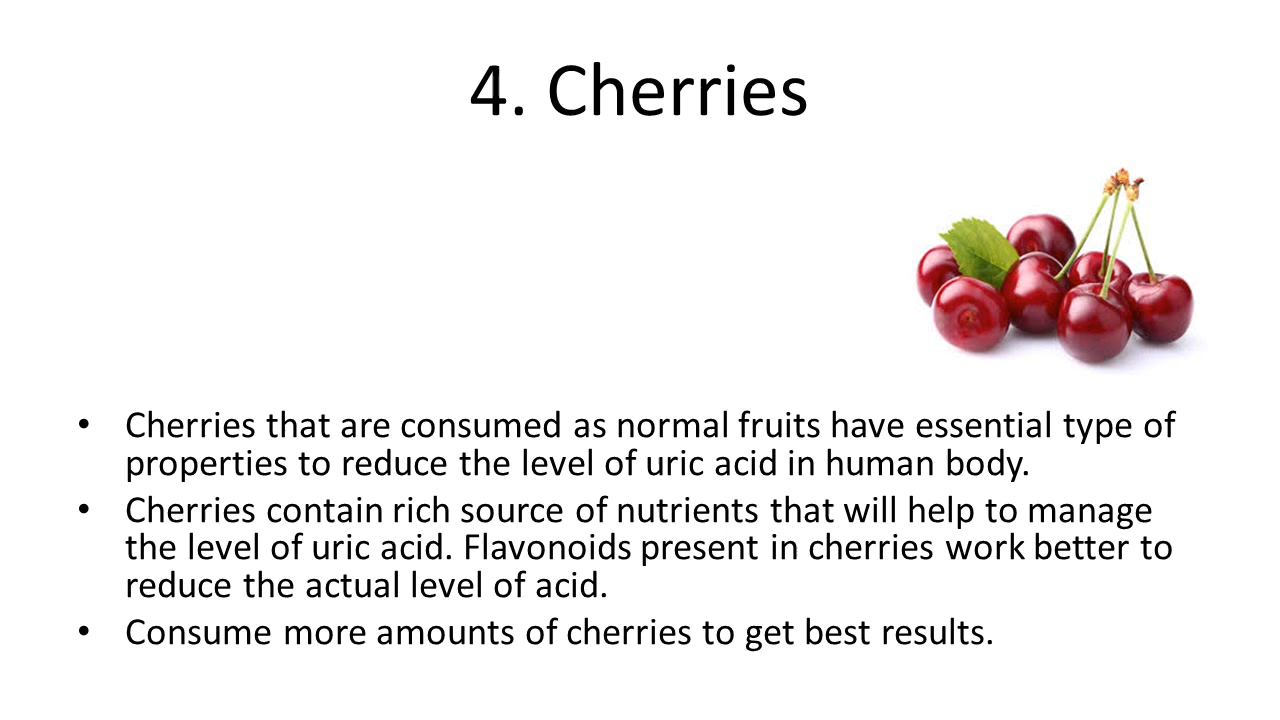 4. Cherries
• Cherries that are consumed as normal fruits have essential type of
properties to reduce the level of uric acid in human body.
• Cherries contain rich source of nutrients that will help to manage
the level of uric acid. Flavonoids present in cherries work better to
reduce the actual level of acid.
• Consume more amounts of cherries to get best results.